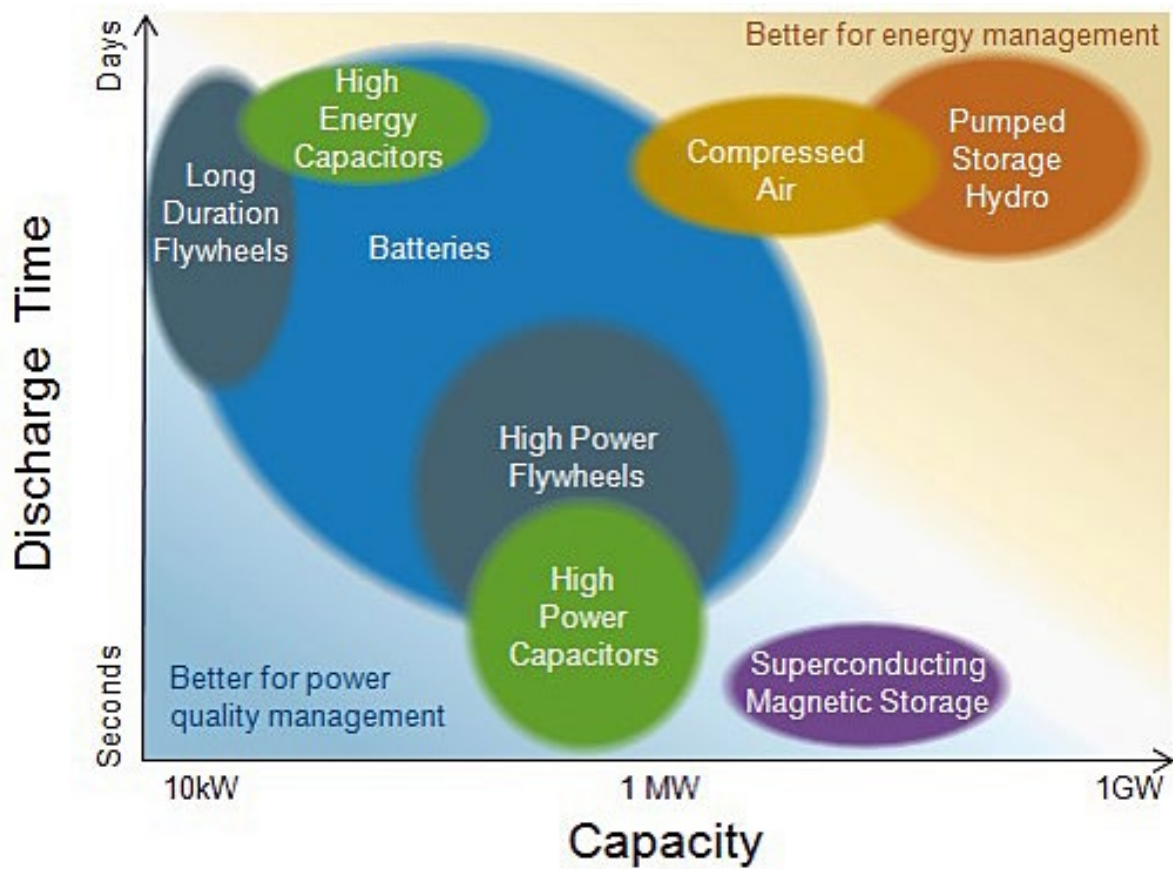 Days
Better for energy management
High
Energy
Capacitors
Long
Duration
Flywheels
Batteries
Compressed
Air
Pumped
Storage
Hydro
Discharge Time
High Power
Flywheels
High
Power
Capacitors
Superconducting
Magnetic Storage
Better for power
quality management
Seconds
10kW
1 MW
1GW
Capacity